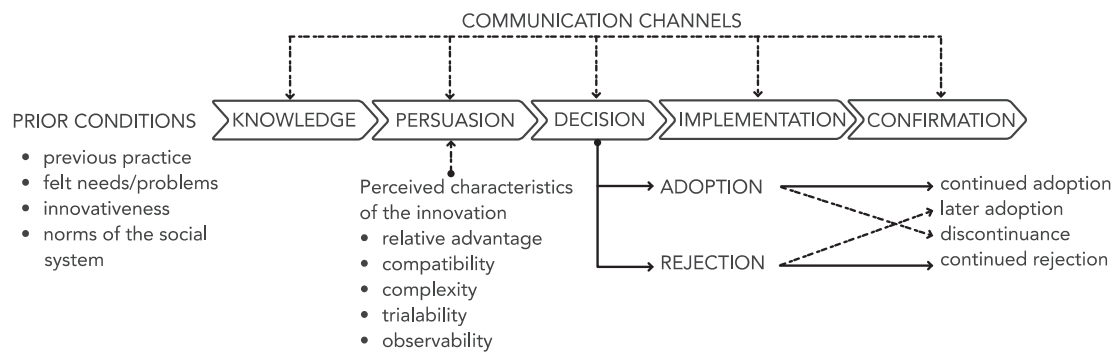 COMMUNICATION CHANNELS
PRIOR CONDITIONS
• previous practice
• felt needs/problems
• innovativeness
• norms of the social
system
KNOWLEDGE
PERSUASION
DECISION
IMPLEMENTATION
CONFIRMATION
Perceived characteristics
of the innovation
• relative advantage
• compatibility
• complexity
• trialability
• observability
ADOPTION
REJECTION
continued adoption
later adoption
discontinuance
continued rejection